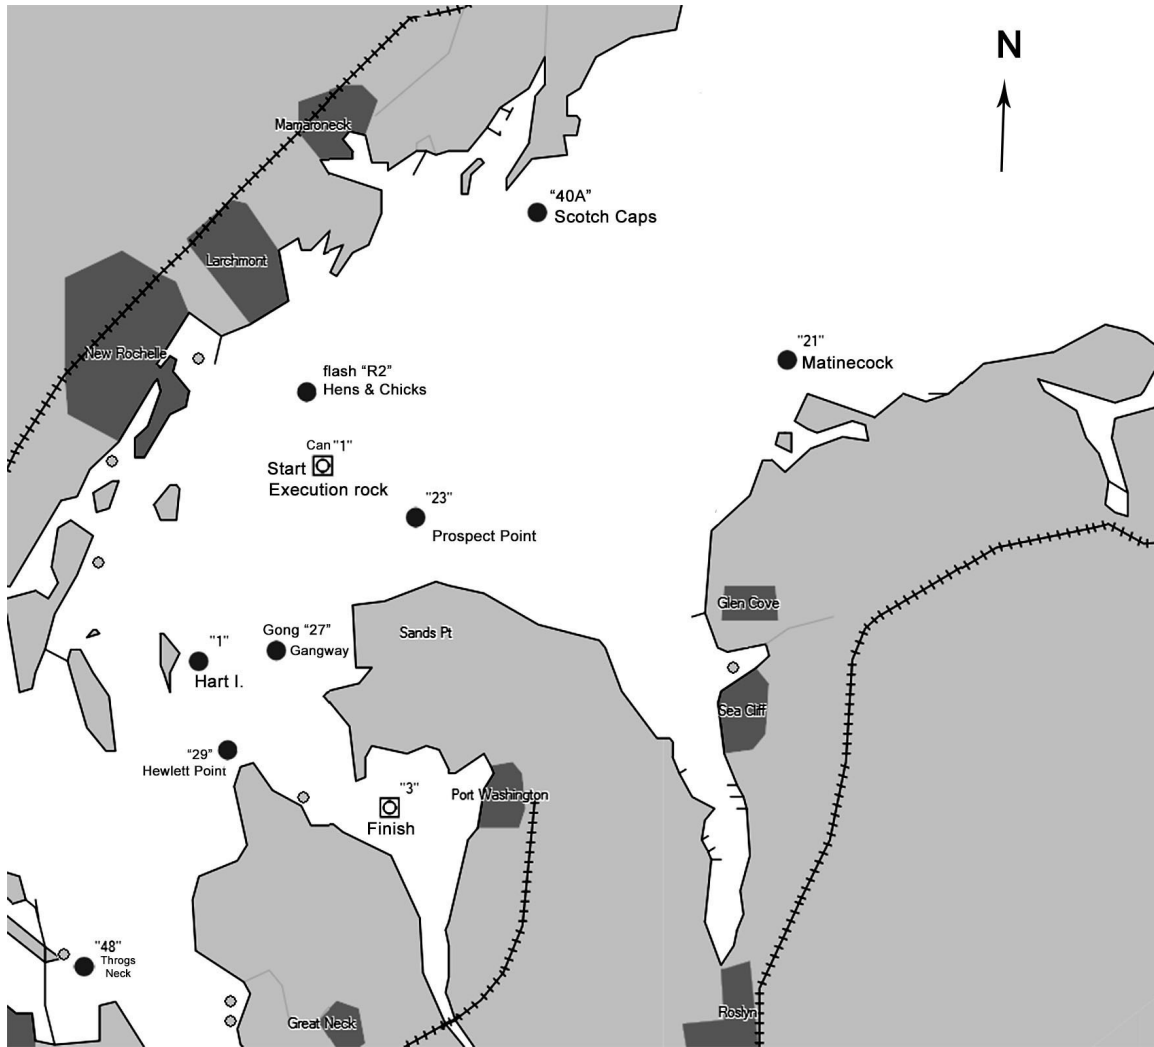 N
Mamaroneck
"40A"
Scotch Caps
Larchmont
"21"
Matinecock
New Rochelle
flash "R2"
Hens & Chicks
Can "1"
Start
Execution rock
"23"
Prospect Point
Glen Cove
Gong "27"
Gangway
Sands Pt
"1"
Hart I.
Sea Cliff
"29"
Hewlett Point
"3"
Finish
Port Washington
"48"
Throgs
Neck
Great Neck
Roslyn